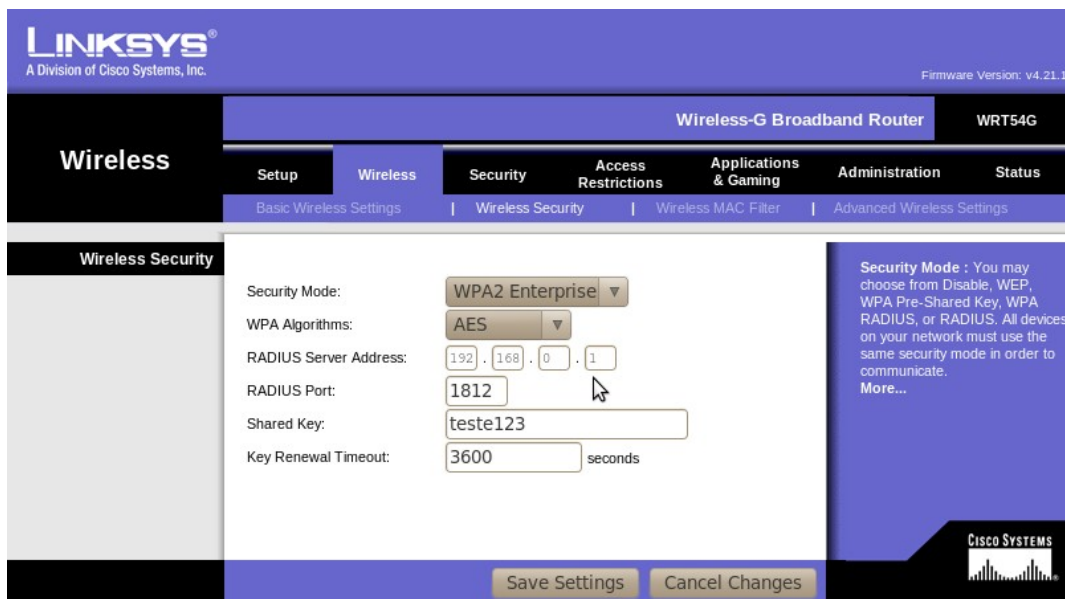 LINKSYS®
A Division of Cisco Systems, Inc.
Firmware Version: v4.21.1
Wireless-G Broadband Router WRT54G
Wireless
Setup Wireless Security Access Restrictions Applications & Gaming Administration Status
Basic Wireless Settings | Wireless Security | Wireless MAC Filter | Advanced Wireless Settings
Wireless Security
Security Mode: WPA2 Enterprise
WPA Algorithms: AES
RADIUS Server Address: 192 . 168 . 0 . 1
RADIUS Port: 1812
Shared Key: teste123
Key Renewal Timeout: 3600 seconds
Security Mode : You may
choose from Disable, WEP,
WPA Pre-Shared Key, WPA
RADIUS, or RADIUS. All devices
on your network must use the
same security mode in order to
communicate.
More...
CISCO SYSTEMS
Save Settings Cancel Changes